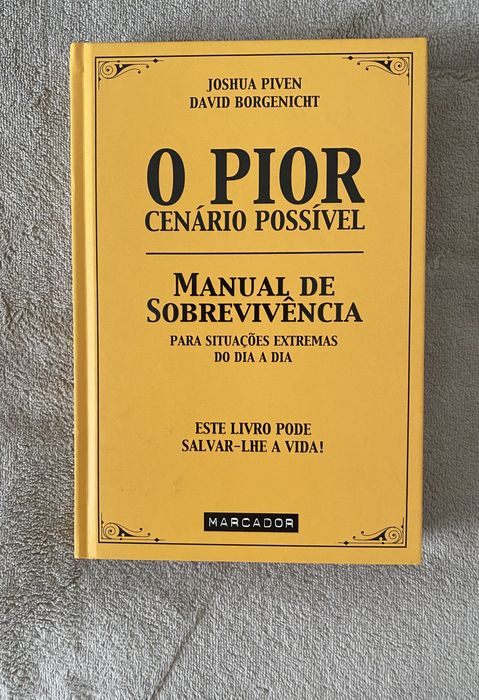 JOSHUA PIVEN
DAVID BORGENICHT
O PIOR
CENÁRIO POSSÍVEL
MANUAL DE
SOBREVIVÊNCIA
PARA SITUAÇÕES EXTREMAS
DO DIA A DIA
ESTE LIVRO PODE
SALVAR-LHE A VIDA!
MARCADOR